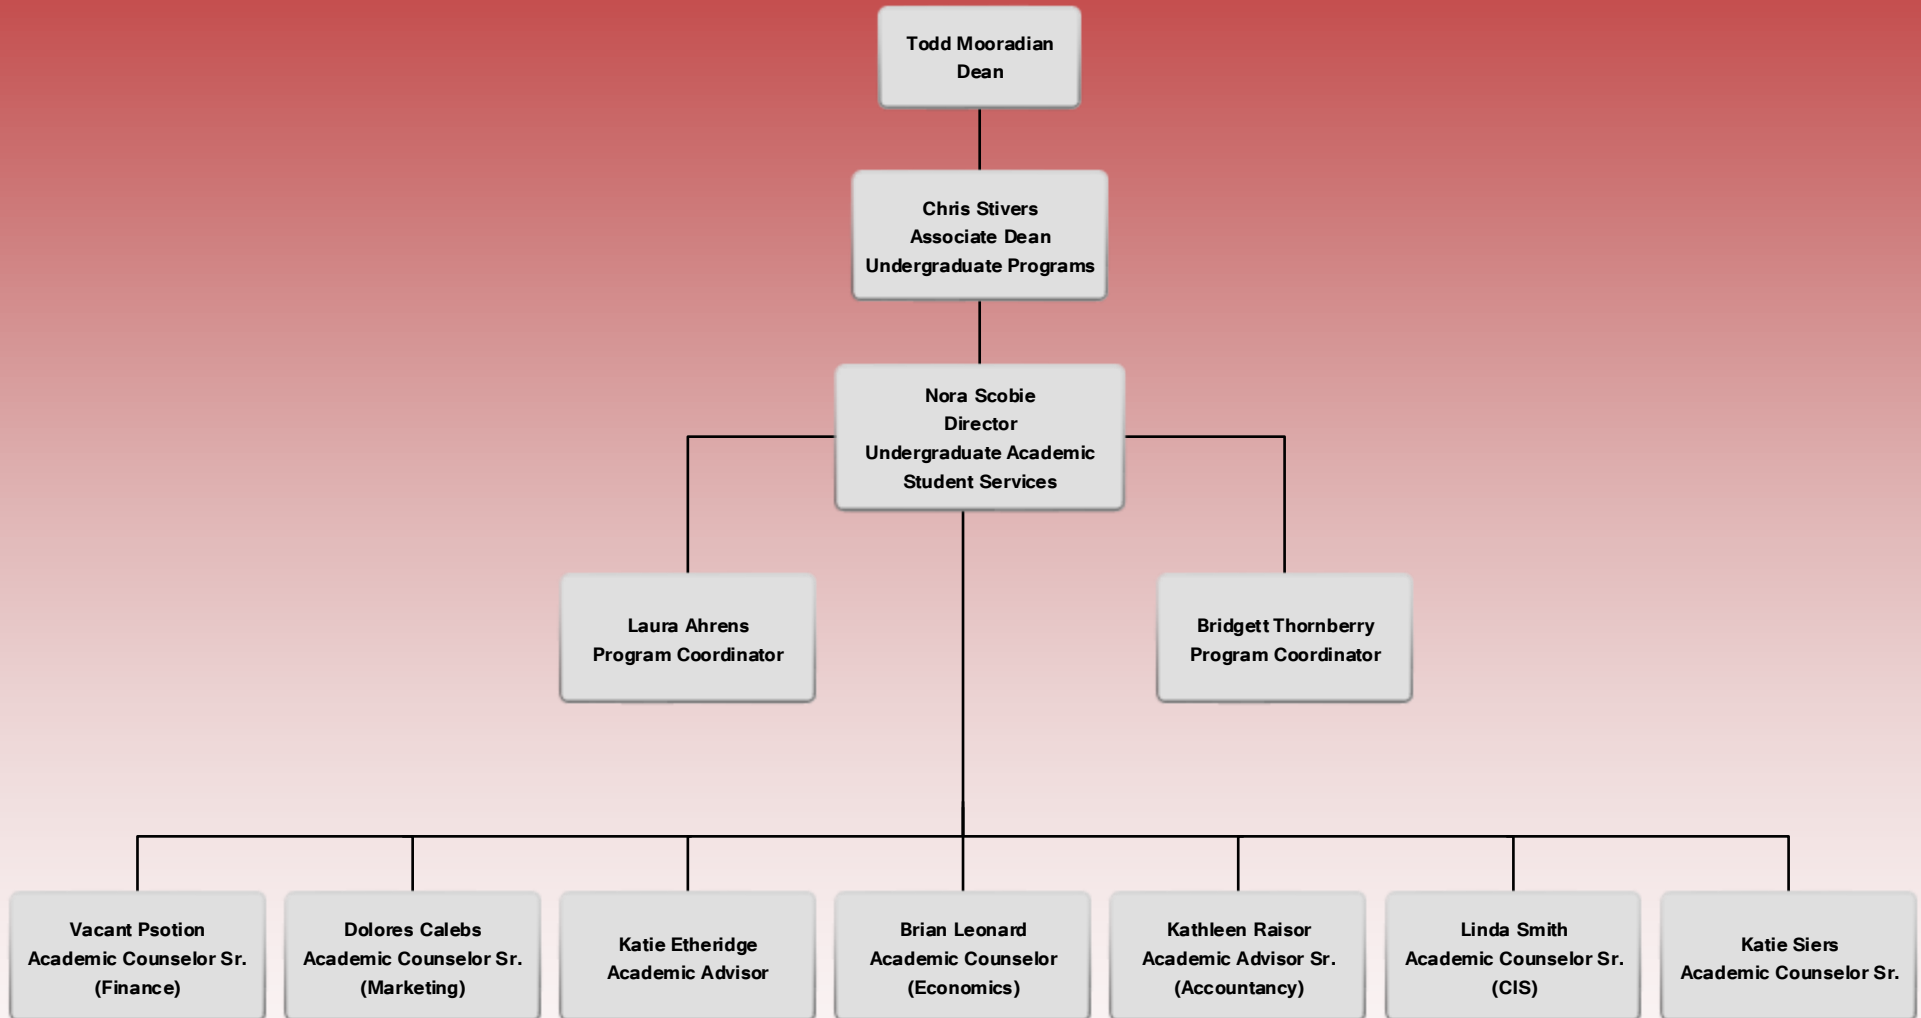 Todd Mooradian
Dean
Chris Stivers
Associate Dean
Undergraduate Programs
Nora Scobie
Director
Undergraduate Academic
Student Services
Laura Ahrens
Program Coordinator
Bridgett Thornberry
Program Coordinator
Vacant Psotion
Academic Counselor Sr.
(Finance)
Dolores Calebs
Academic Counselor Sr.
(Marketing)
Katie Etheridge
Academic Advisor
Brian Leonard
Academic Counselor
(Economics)
Kathleen Raisor
Academic Advisor Sr.
(Accountancy)
Linda Smith
Academic Counselor Sr.
(CIS)
Katie Siers
Academic Counselor Sr.